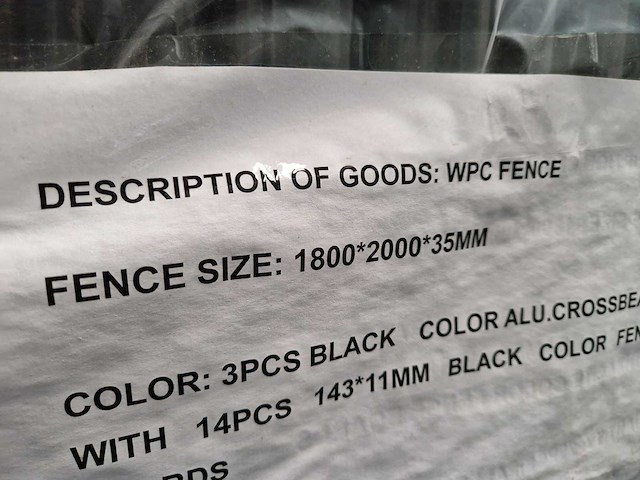 DESCRIPTION OF GOODS: WPC FENCE
FENCE SIZE: 1800*2000*35MM
COLOR: 3PCS BLACK COLOR ALU.CROSSBEA
WITH 14PCS 143*11MM BLACK COLOR FEN